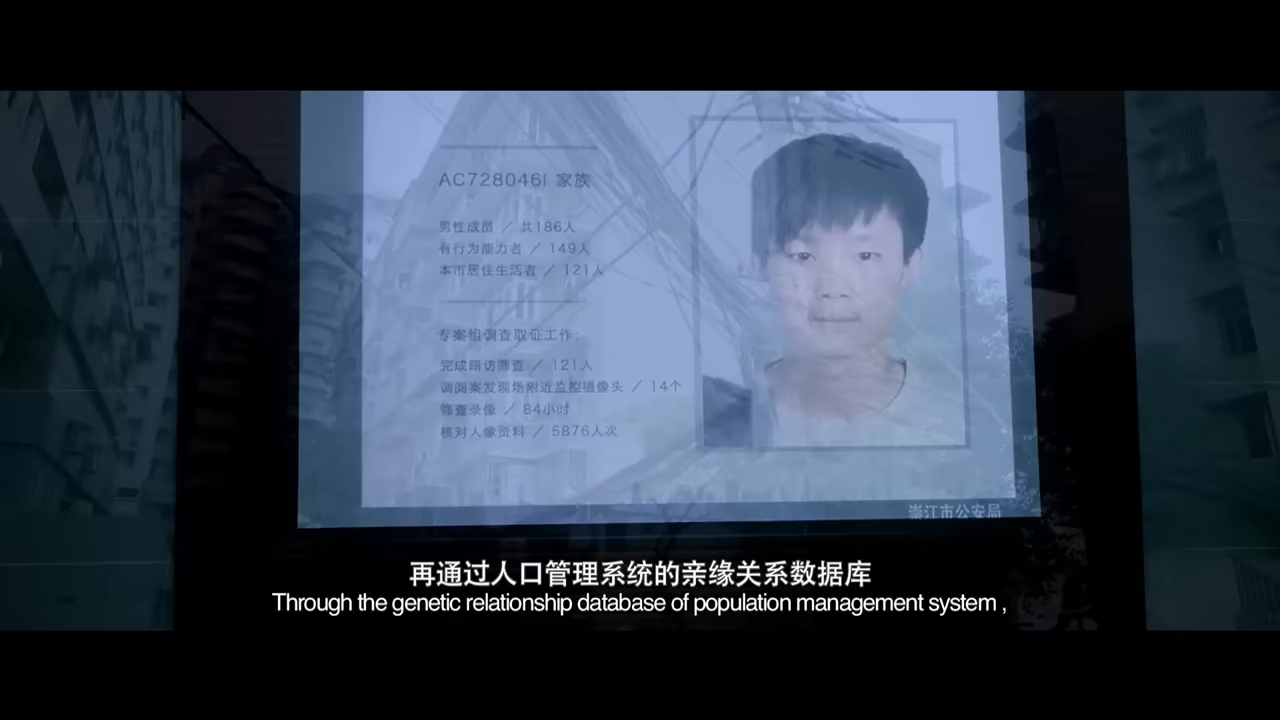 AC728046I 家族
男性成员 / 共186人
有行为能力者 / 149人
本市居住生活者 / 121人
专案组调查取证工作：
完成暗访筛查 / 121人
调阅案发现场附近监控摄像头 / 14个
筛查录像 / 84小时
核对人像资料 / 5876人次
崇江市公安局
再通过人口管理系统的亲缘关系数据库
Through the genetic relationship database of population management system ,